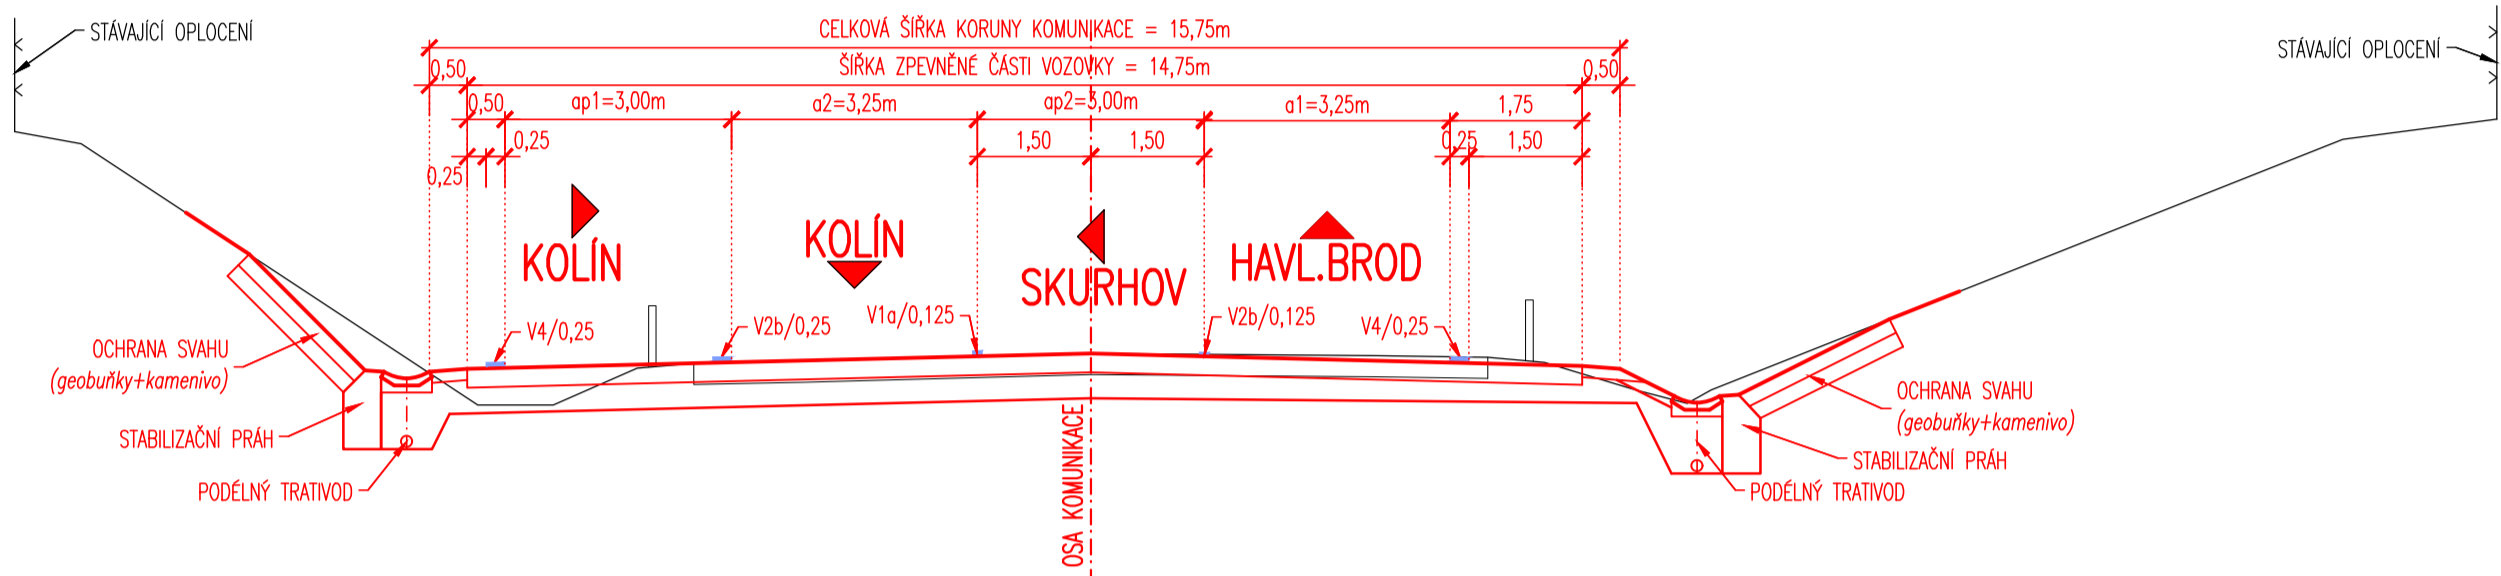 CELKOVÁ ŠÍŘKA KORUNY KOMUNIKACE = 15,75m
STÁVAJÍCÍ OPLOCENÍ
STÁVAJÍCÍ OPLOCENÍ
0,50
ŠÍŘKA ZPEVNĚNÉ ČÁSTI VOZOVKY = 14,75m
0,50
0,50
ap1=3,00m
a2=3,25m
ap2=3,00m
a1=3,25m
1,75
0,25
1,50
1,50
0,25
1,50
0,25
KOLÍN
KOLÍN
SKURHOV
HAVL.BROD
V4/0,25
V2b/0,25
V1a/0,125
V2b/0,125
V4/0,25
OCHRANA SVAHU
(geobuňky+kamenivo)
OCHRANA SVAHU
(geobuňky+kamenivo)
STABILIZAČNÍ PRÁH
STABILIZAČNÍ PRÁH
PODÉLNÝ TRATIVOD
PODÉLNÝ TRATIVOD
OSA KOMUNIKACE